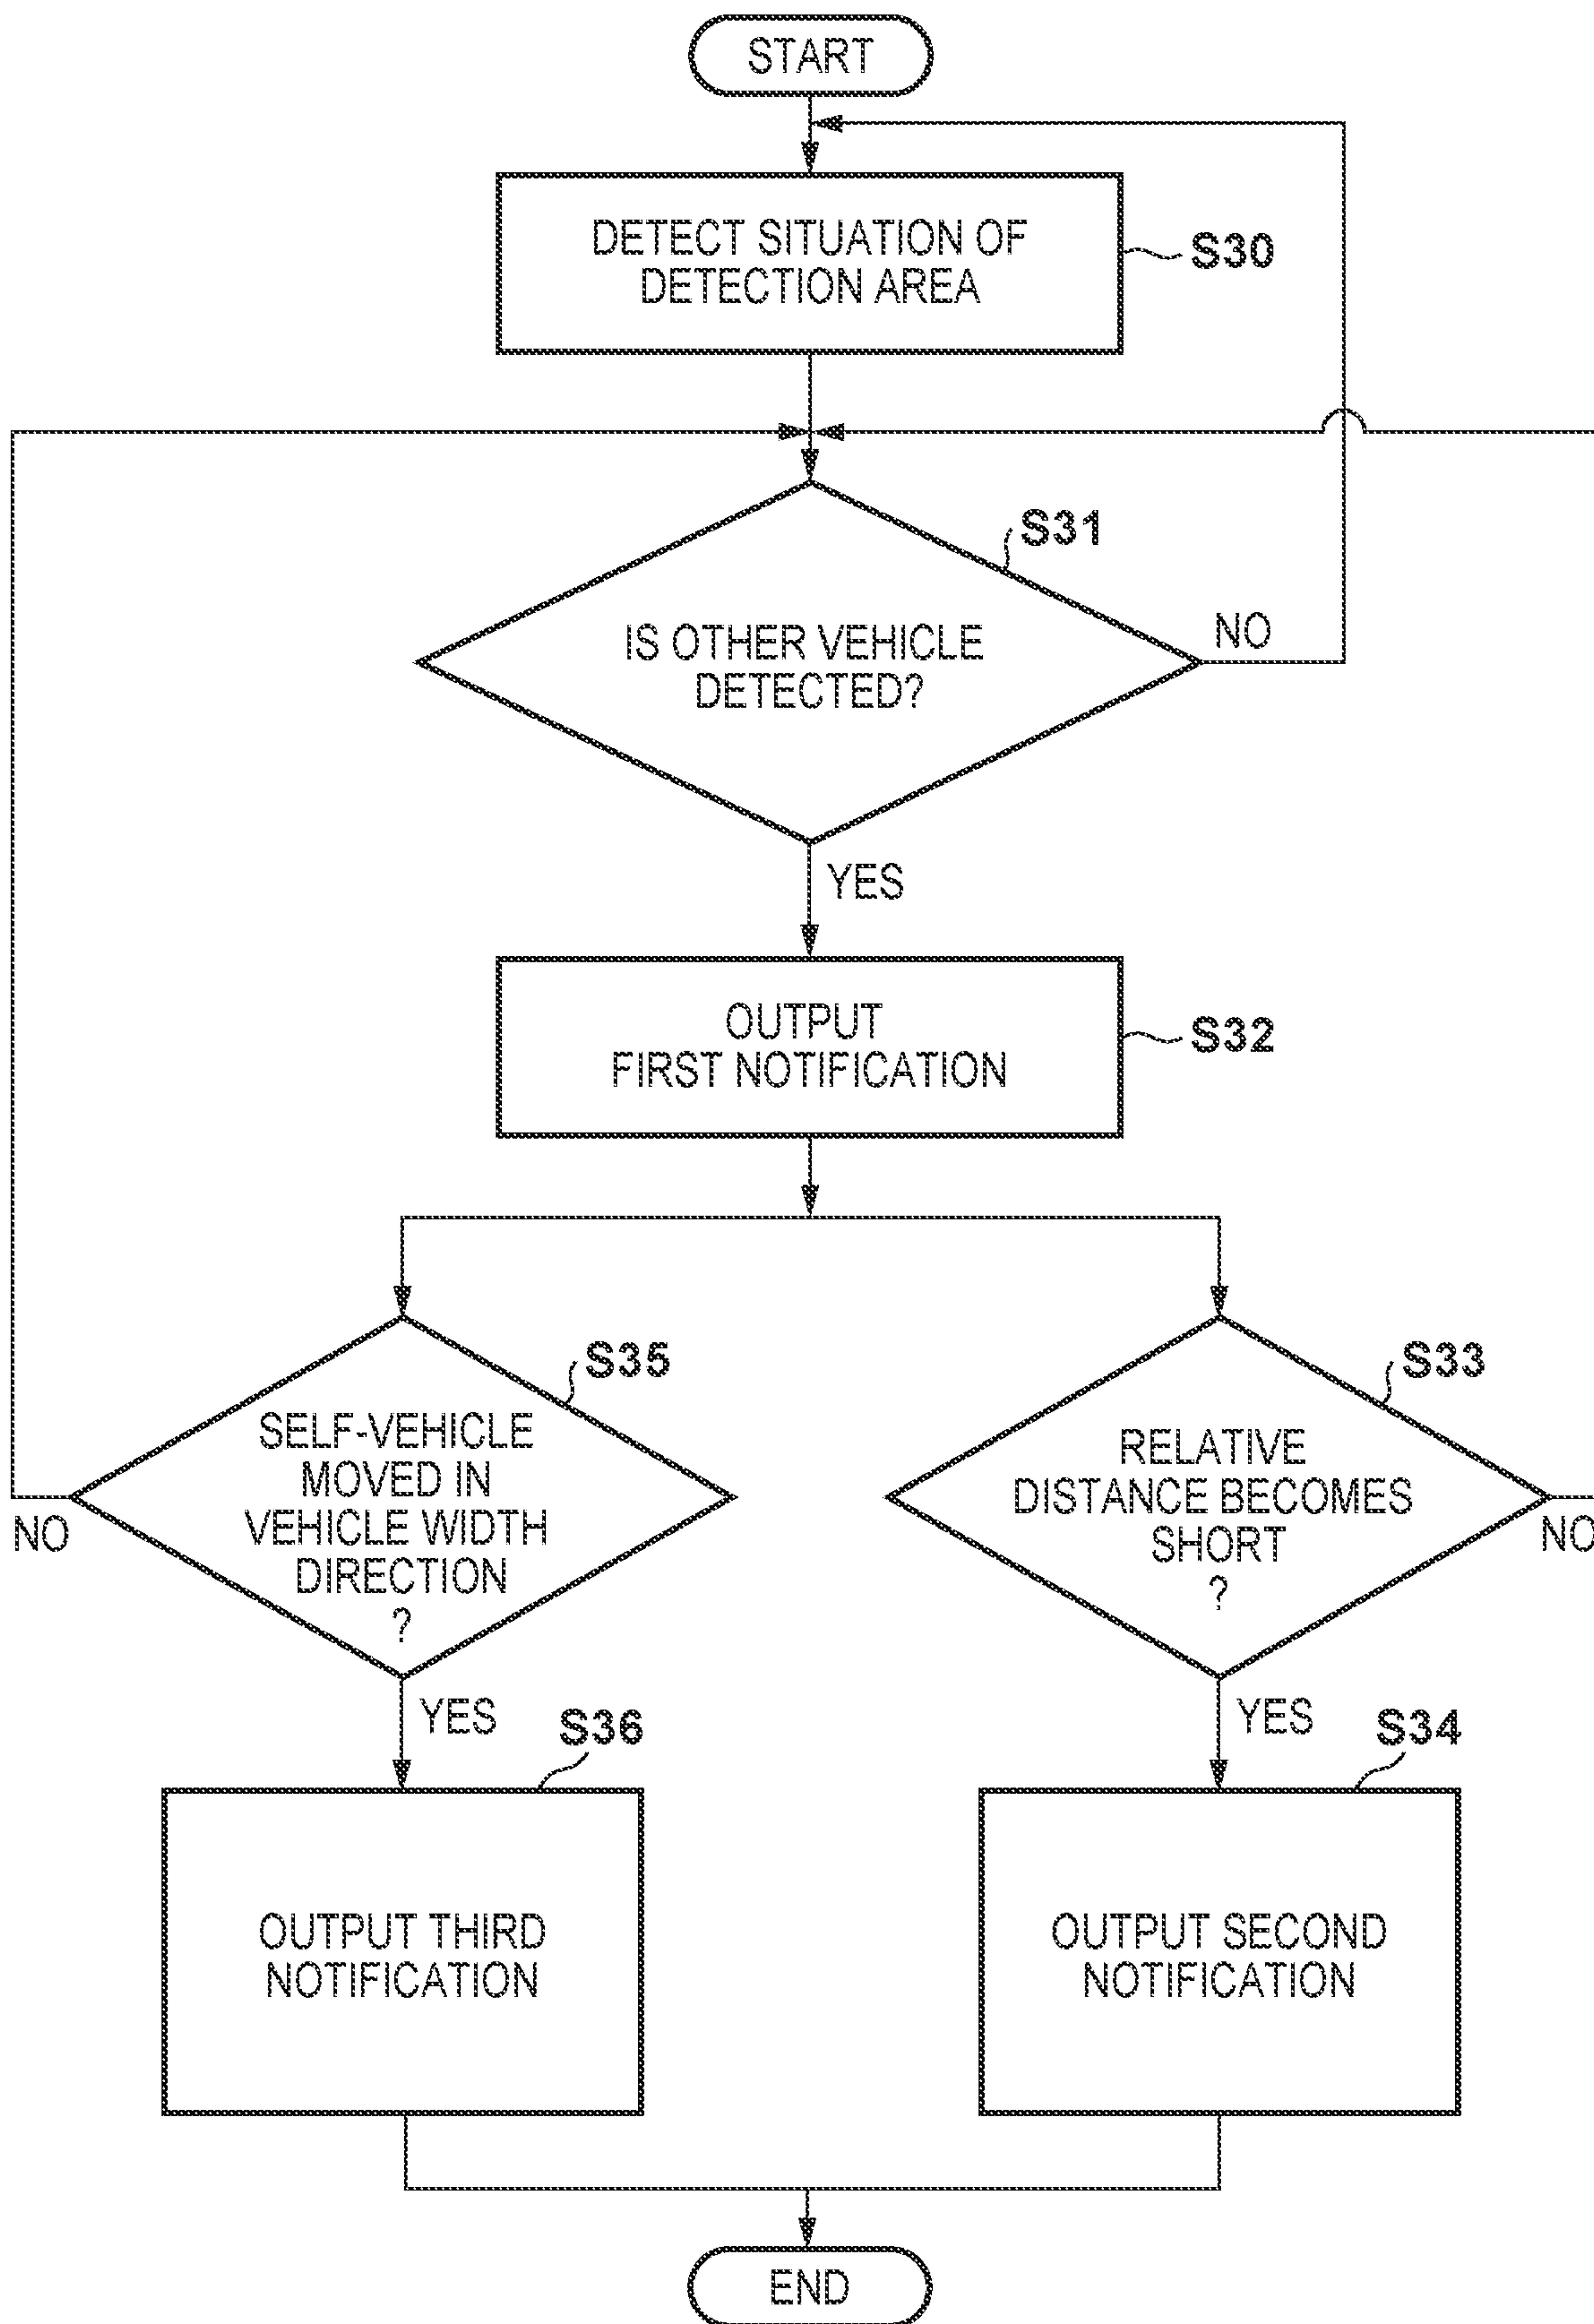 START
DETECT SITUATION OF
DETECTION AREA
S30
S31
IS OTHER VEHICLE
DETECTED?
NO
YES
OUTPUT
FIRST NOTIFICATION
S32
S35
SELF-VEHICLE
MOVED IN
VEHICLE WIDTH
DIRECTION
?
NO
YES
S33
RELATIVE
DISTANCE BECOMES
SHORT
?
NO
YES
S36
OUTPUT THIRD
NOTIFICATION
S34
OUTPUT SECOND
NOTIFICATION
END